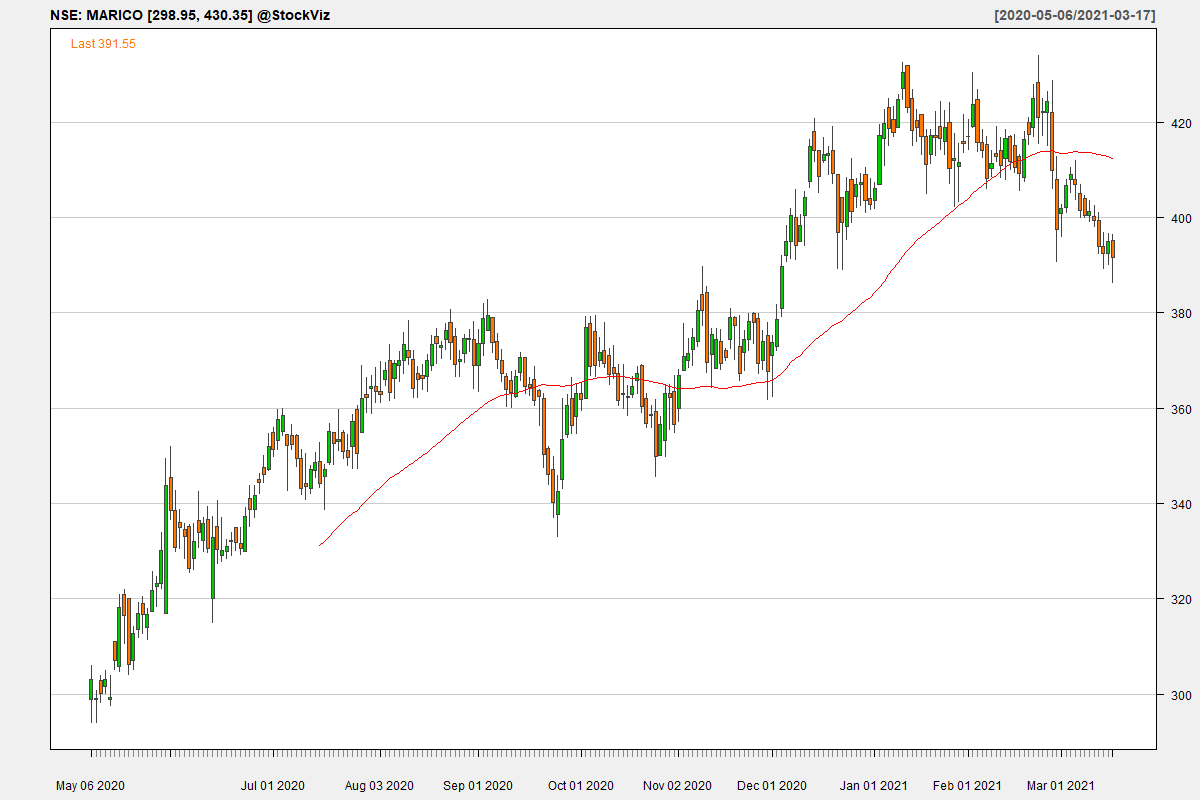 NSE: MARICO [298.95, 430.35] @StockViz [2020-05-06/2021-03-17]
Last 391.55
420
400
380
360
340
320
300
May 06 2020 Jul 01 2020 Aug 03 2020 Sep 01 2020 Oct 01 2020 Nov 02 2020 Dec 01 2020 Jan 01 2021 Feb 01 2021 Mar 01 2021